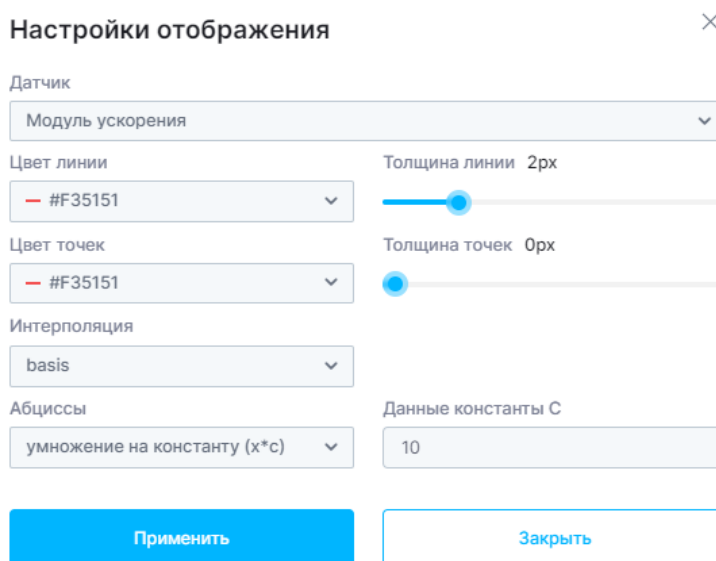 Настройки отображения
Датчик
Модуль ускорения
Цвет линии
Толщина линии 2px
#F35151
Цвет точек
Толщина точек 0px
#F35151
Интерполяция
basis
Абциссы
Данные константы C
умножение на константу (x*c)
10
Применить
Закрыть